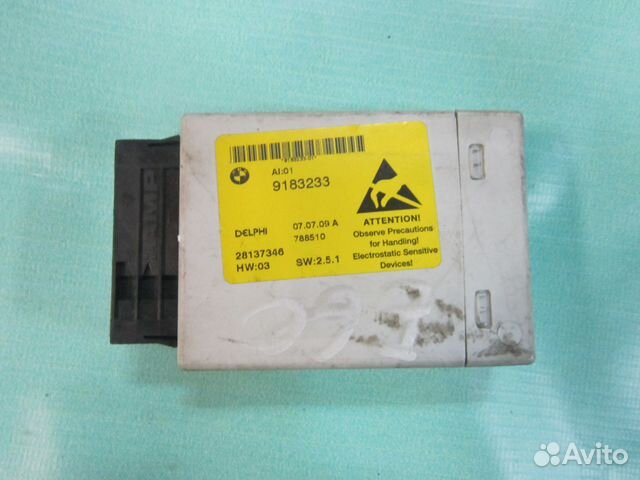 AI:01
9183233
DELPHI
07.07.09 A
788510
28137346
HW:03 SW:2.5.1
ATTENTION!
Observe Precautions
for Handling!
Electrostatic Sensitive
Devices!
AMP
Avito